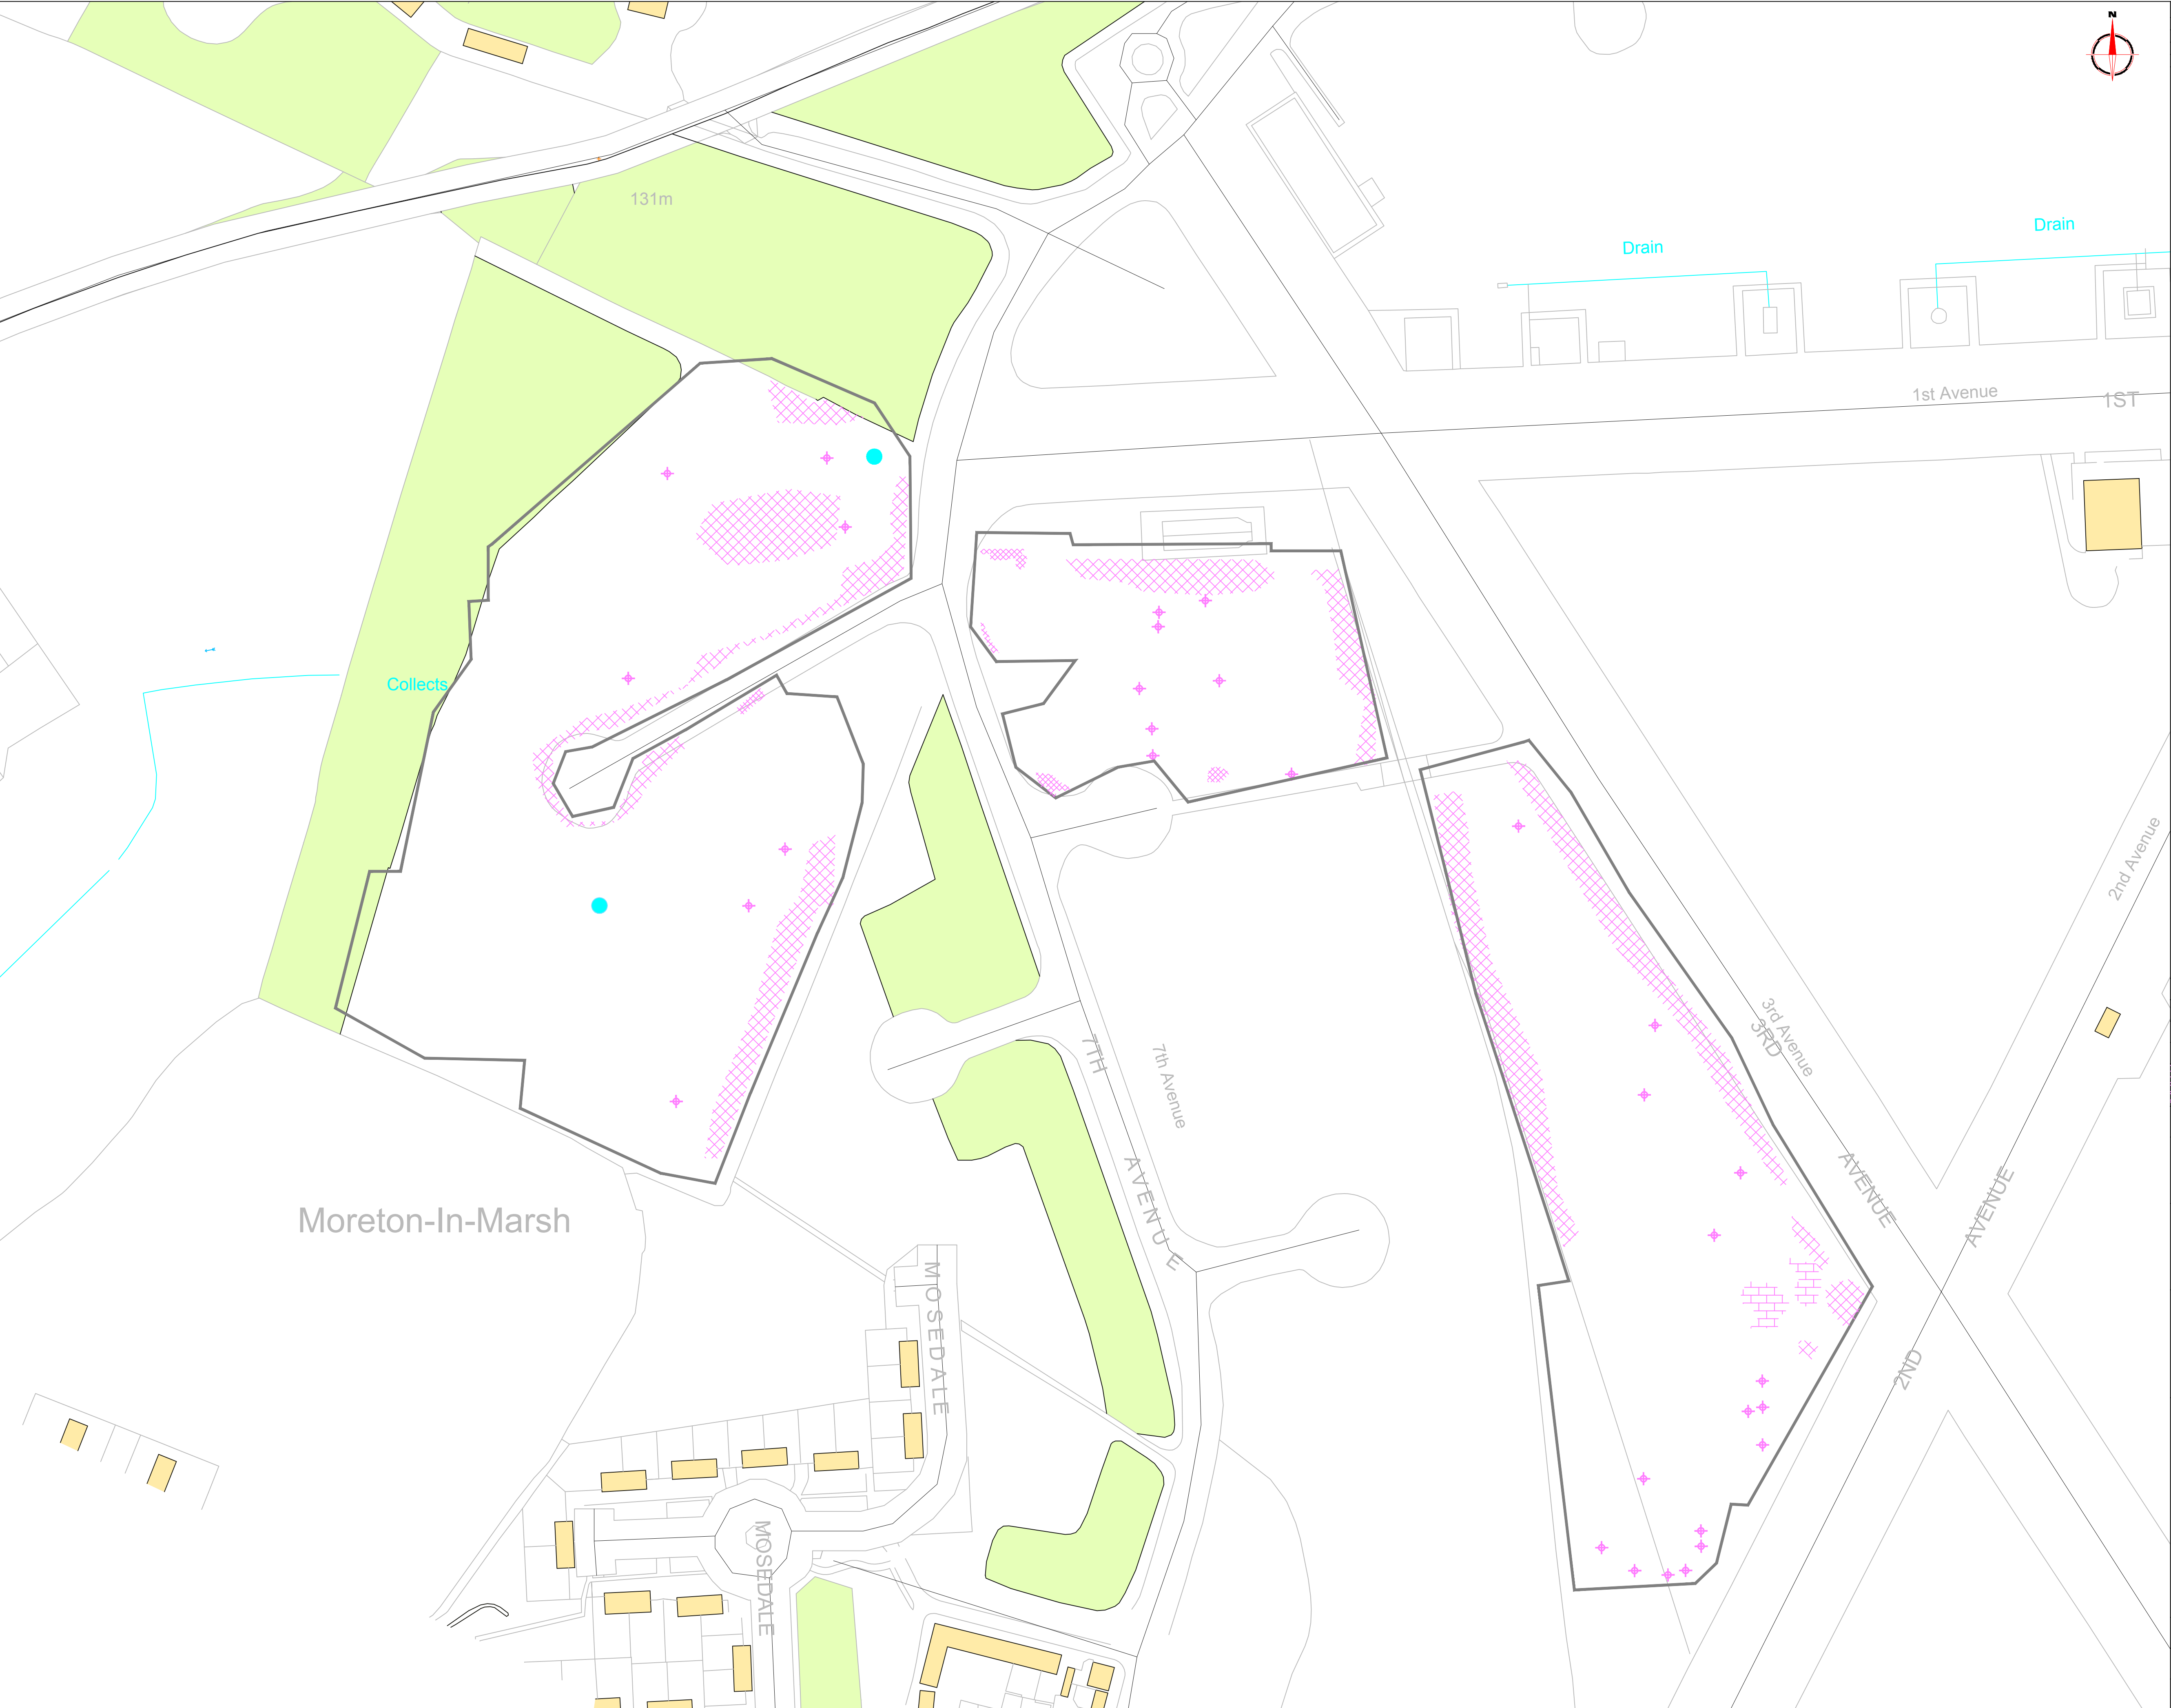 N
131m
Drain
Drain
1st Avenue
1ST
Collects
2nd Avenue
3rd Avenue
3RD
AVENUE
7TH
AVENUE
7th Avenue
AVENUE
2ND
Moreton-In-Marsh
MOSEDALE
MOSEDALE